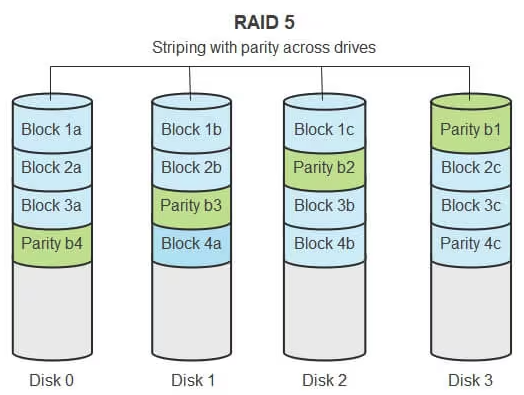 RAID 5
Striping with parity across drives
Block 1a Block 1b Block 1c Parity b1
Block 2a Block 2b Parity b2 Block 2c
Block 3a Parity b3 Block 3b Block 3c
Parity b4 Block 4a Block 4b Parity 4c
Disk 0 Disk 1 Disk 2 Disk 3